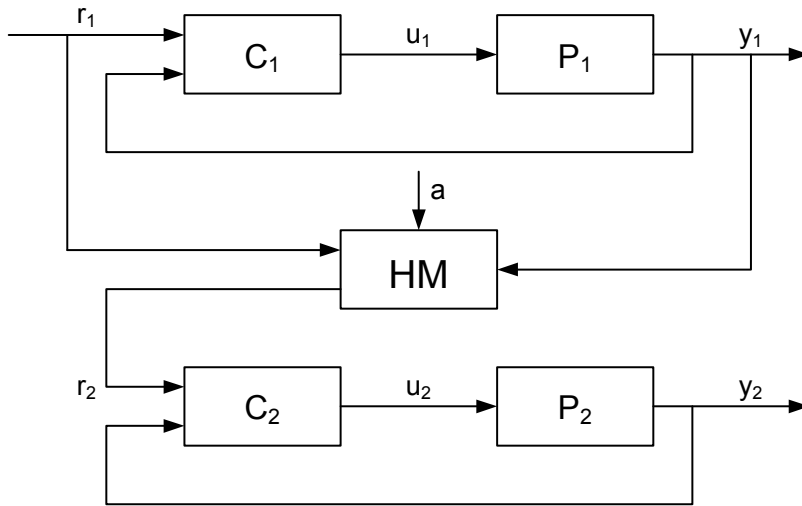 r₁
C₁
u₁
P₁
y₁
a
HM
r₂
C₂
u₂
P₂
y₂